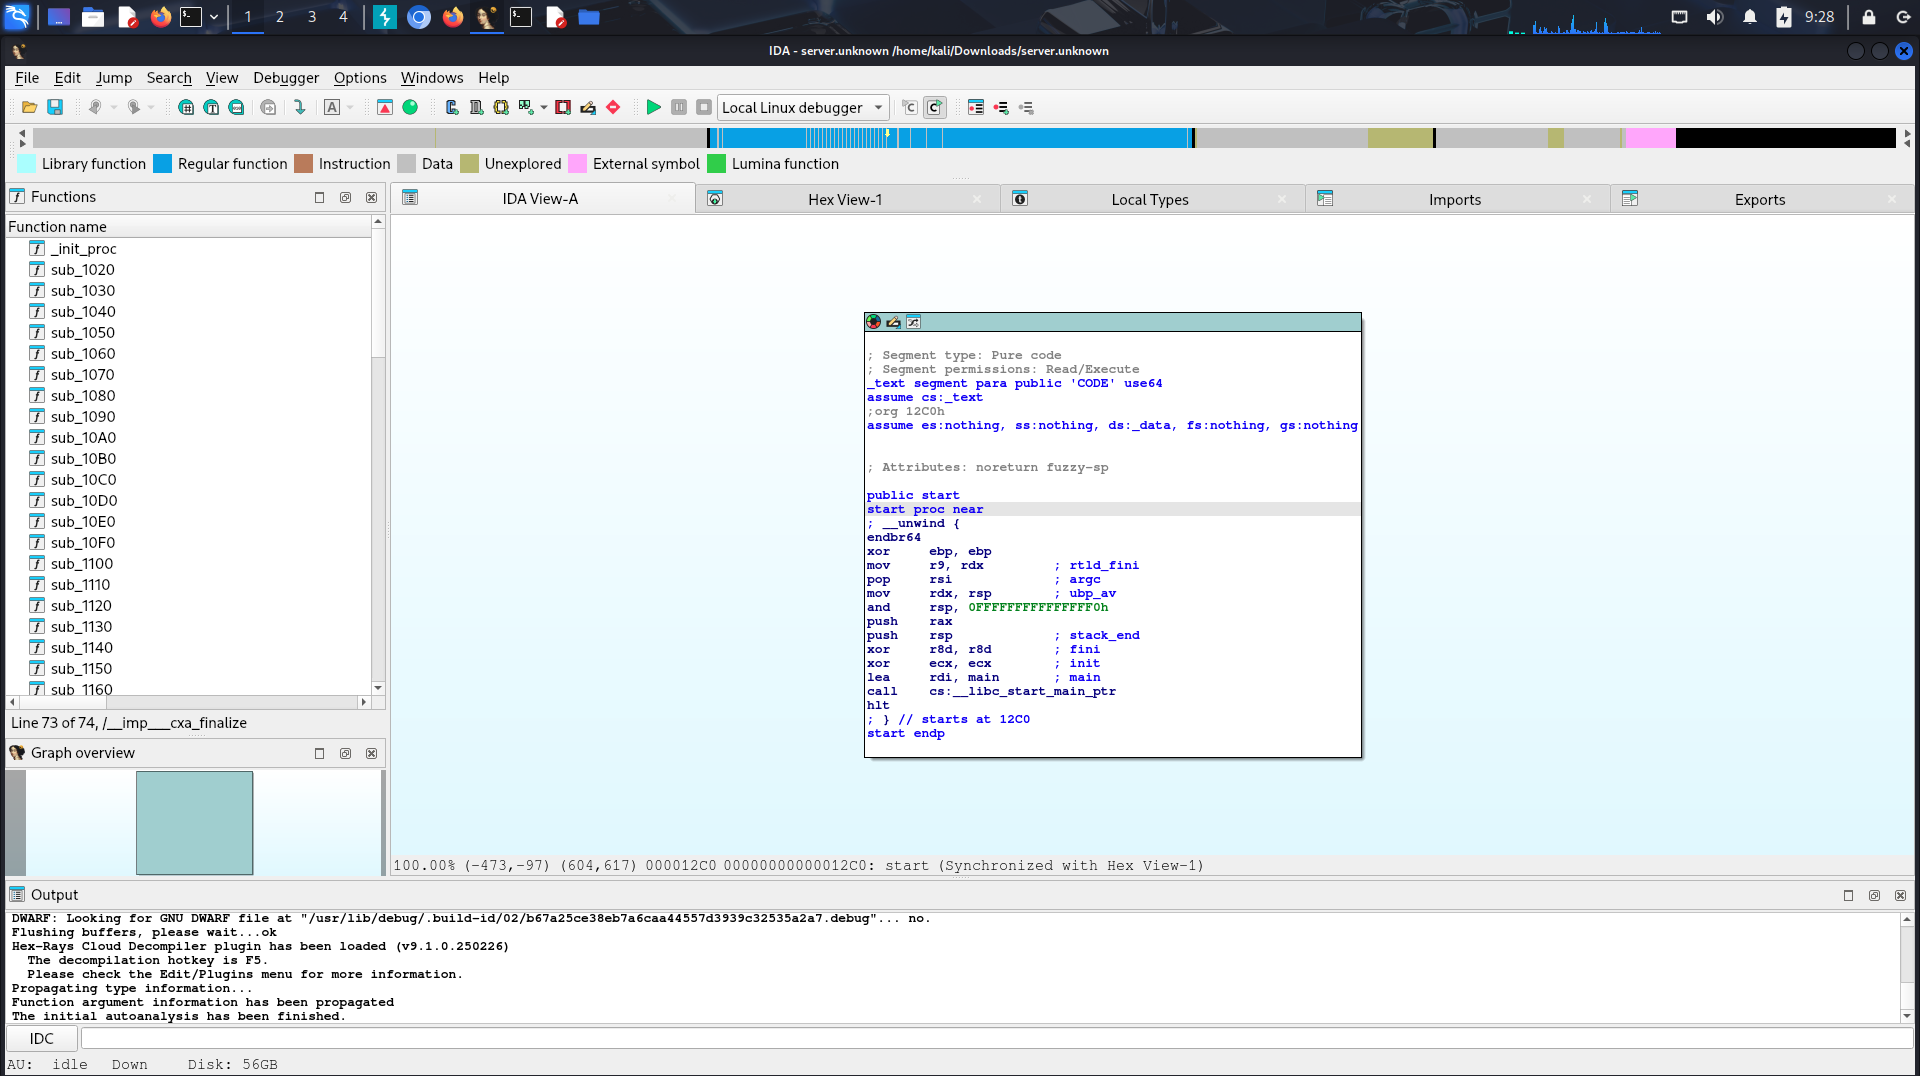 1 2 3 4 9:28
IDA - server.unknown /home/kali/Downloads/server.unknown
File Edit Jump Search View Debugger Options Windows Help
Local Linux debugger
Library function Regular function Instruction Data Unexplored External symbol Lumina function
Functions
IDA View-A Hex View-1 Local Types Imports Exports
Function name
_init_proc
sub_1020
sub_1030
sub_1040
sub_1050
sub_1060
sub_1070
sub_1080
sub_1090
sub_10A0
sub_10B0
sub_10C0
sub_10D0
sub_10E0
sub_10F0
sub_1100
sub_1110
sub_1120
sub_1130
sub_1140
sub_1150
sub_1160
Line 73 of 74, /__imp___cxa_finalize
Graph overview
; Segment type: Pure code
; Segment permissions: Read/Execute
_text segment para public 'CODE' use64
assume cs:_text
;org 12C0h
assume es:nothing, ss:nothing, ds:_data, fs:nothing, gs:nothing
; Attributes: noreturn fuzzy-sp
public start
start proc near
; __unwind {
endbr64
xor ebp, ebp
mov r9, rdx ; rtld_fini
pop rsi ; argc
mov rdx, rsp ; ubp_av
and rsp, 0FFFFFFFFFFFFFFF0h
push rax
push rsp ; stack_end
xor r8d, r8d ; fini
xor ecx, ecx ; init
lea rdi, main ; main
call cs:__libc_start_main_ptr
hlt
; } // starts at 12C0
start endp
100.00% (-473,-97) (604,617) 000012C0 00000000000012C0: start (Synchronized with Hex View-1)
Output
DWARF: Looking for GNU DWARF file at "/usr/lib/debug/.build-id/02/b67a25ce38eb7a6caa44557d3939c32535a2a7.debug"... no.
Flushing buffers, please wait...ok
Hex-Rays Cloud Decompiler plugin has been loaded (v9.1.0.250226)
The decompilation hotkey is F5.
Please check the Edit/Plugins menu for more information.
Propagating type information...
Function argument information has been propagated
The initial autoanalysis has been finished.
IDC
AU: idle Down Disk: 56GB